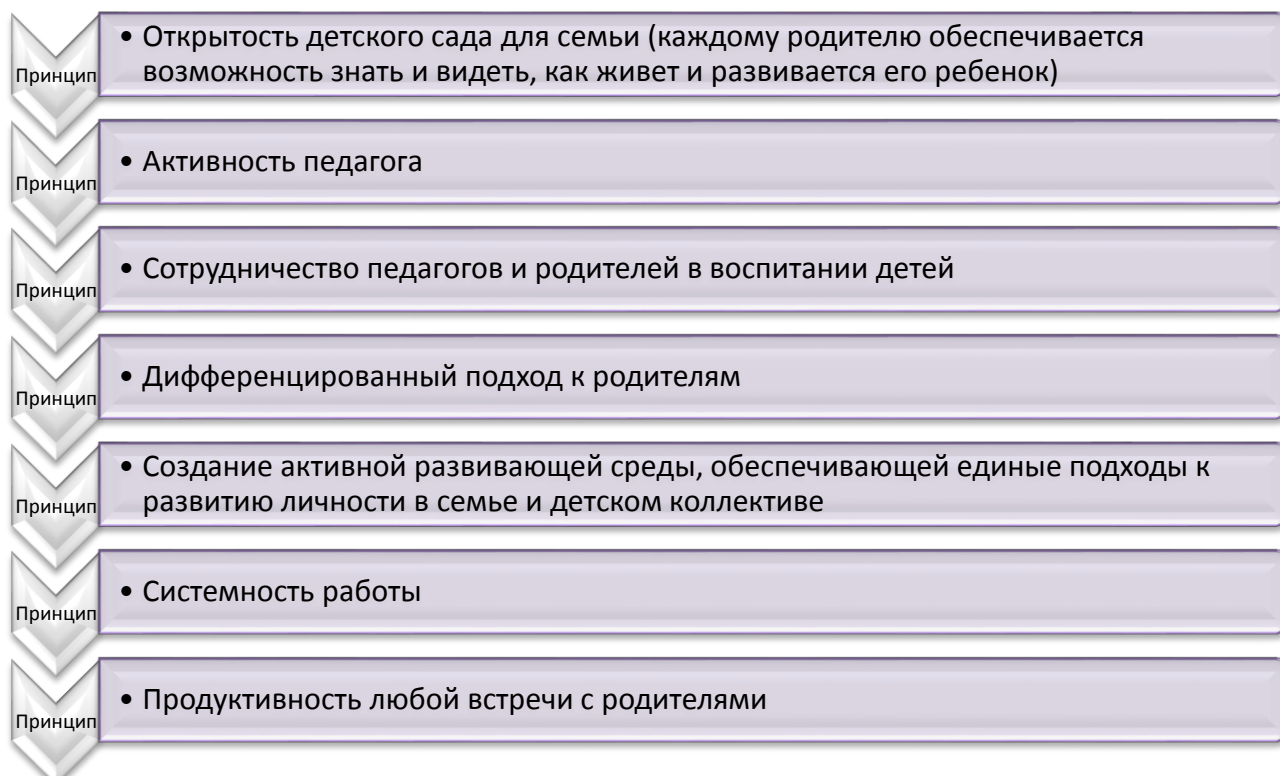 • Открытость детского сада для семьи (каждому родителю обеспечивается
Принцип
возможность знать и видеть, как живет и развивается его ребенок)
Принцип
• Активность педагога
Принцип
• Сотрудничество педагогов и родителей в воспитании детей
Принцип
• Дифференцированный подход к родителям
Принцип
• Создание активной развивающей среды, обеспечивающей единые подходы к
развитию личности в семье и детском коллективе
Принцип
• Системность работы
Принцип
• Продуктивность любой встречи с родителями